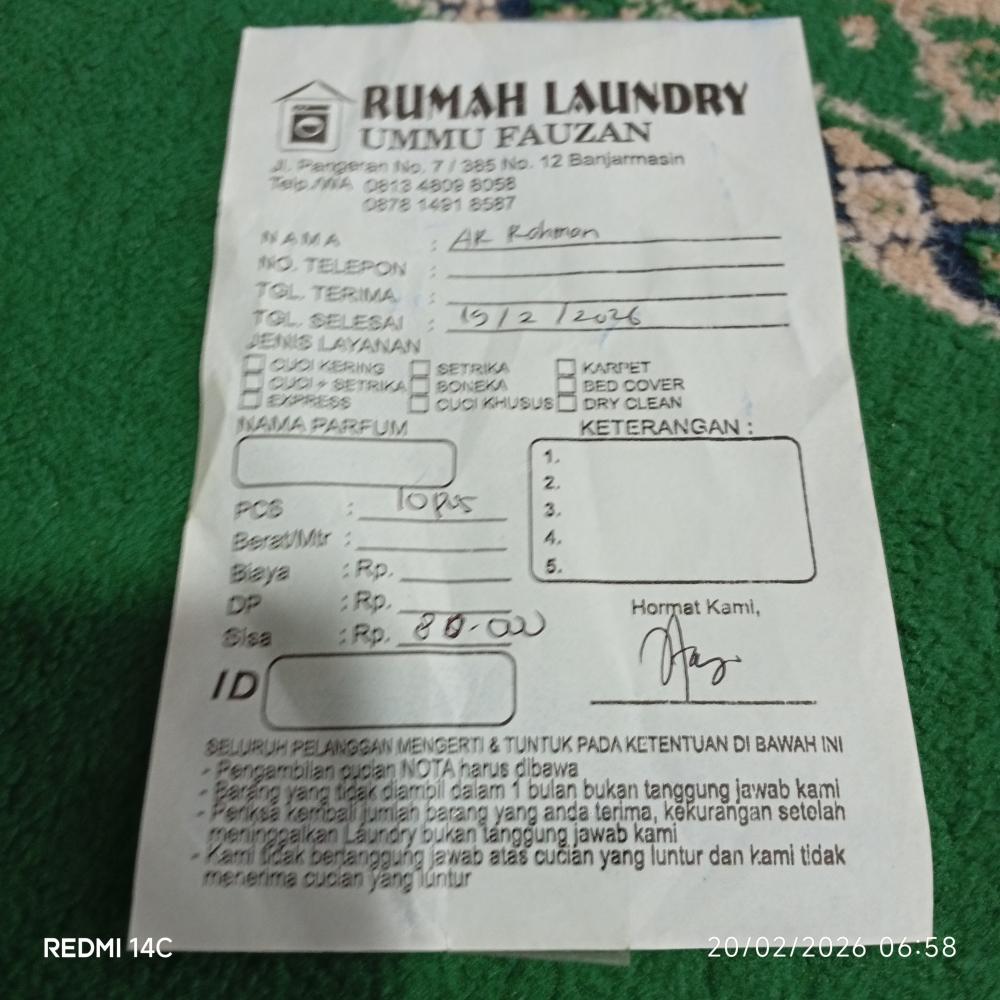 RUMAH LAUNDRY
UMMU FAUZAN
Jl. Pangeran No. 7 / 385 No. 12 Banjarmasin
Telp./WA 0813 4809 8058
0878 1491 8587
NAMA : AR Rahman
NO. TELEPON :
TGL. TERIMA :
TGL. SELESAI : 19/2/2026
JENIS LAYANAN
CUCI KERING SETRIKA KARPET
CUCI + SETRIKA BONEKA BED COVER
EXPRESS CUCI KHUSUS DRY CLEAN
NAMA PARFUM KETERANGAN :
1.
2.
3.
4.
5.
PCS : 10 pcs
Berat/Mtr :
Biaya : Rp.
DP : Rp.
Sisa : Rp. 80.000
Hormat Kami,
ID
SELURUH PELANGGAN MENGERTI & TUNTUK PADA KETENTUAN DI BAWAH INI
- Pengambilan cucian NOTA harus dibawa
- Barang yang tidak diambil dalam 1 bulan bukan tanggung jawab kami
- Periksa kembali jumlah barang yang anda terima, kekurangan setelah
meninggalkan Laundry bukan tanggung jawab kami
- Kami tidak bertanggung jawab atas cucian yang luntur dan kami tidak
menerima cucian yang luntur
REDMI 14C
20/02/2026 06:58